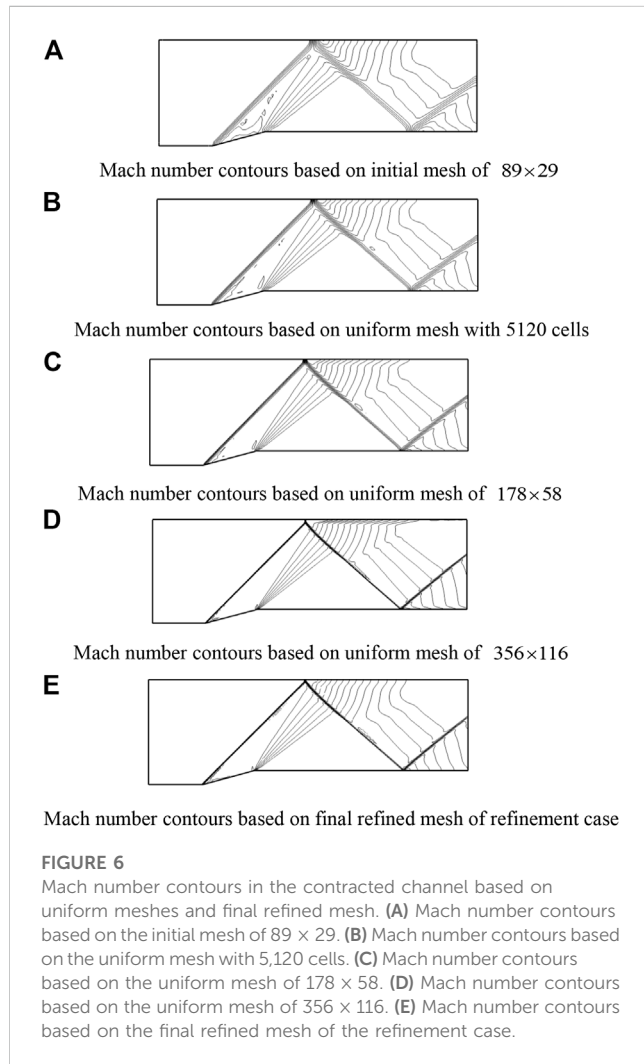 A
Mach number contours based on initial mesh of 89×29
B
Mach number contours based on uniform mesh with 5120 cells
C
Mach number contours based on uniform mesh of 178×58
D
Mach number contours based on uniform mesh of 356×116
E
Mach number contours based on final refined mesh of refinement case
FIGURE 6
Mach number contours in the contracted channel based on
uniform meshes and final refined mesh. (A) Mach number contours
based on the initial mesh of 89 × 29. (B) Mach number contours based
on the uniform mesh with 5,120 cells. (C) Mach number contours
based on the uniform mesh of 178 × 58. (D) Mach number contours
based on the uniform mesh of 356 × 116. (E) Mach number contours
based on the final refined mesh of the refinement case.